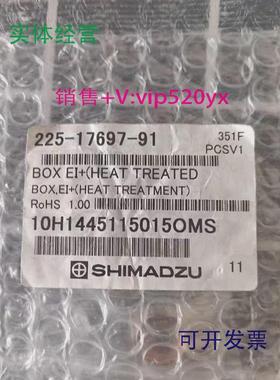 实体经营
销售+V:vip520yx
225-17697-91
351F
PCSV1
BOX EI+(HEAT TREATED
BOX,EI+(HEAT TREATMENT)
RoHS 1.00
10H1445115015OMS
SHIMADZU
11
可开发票